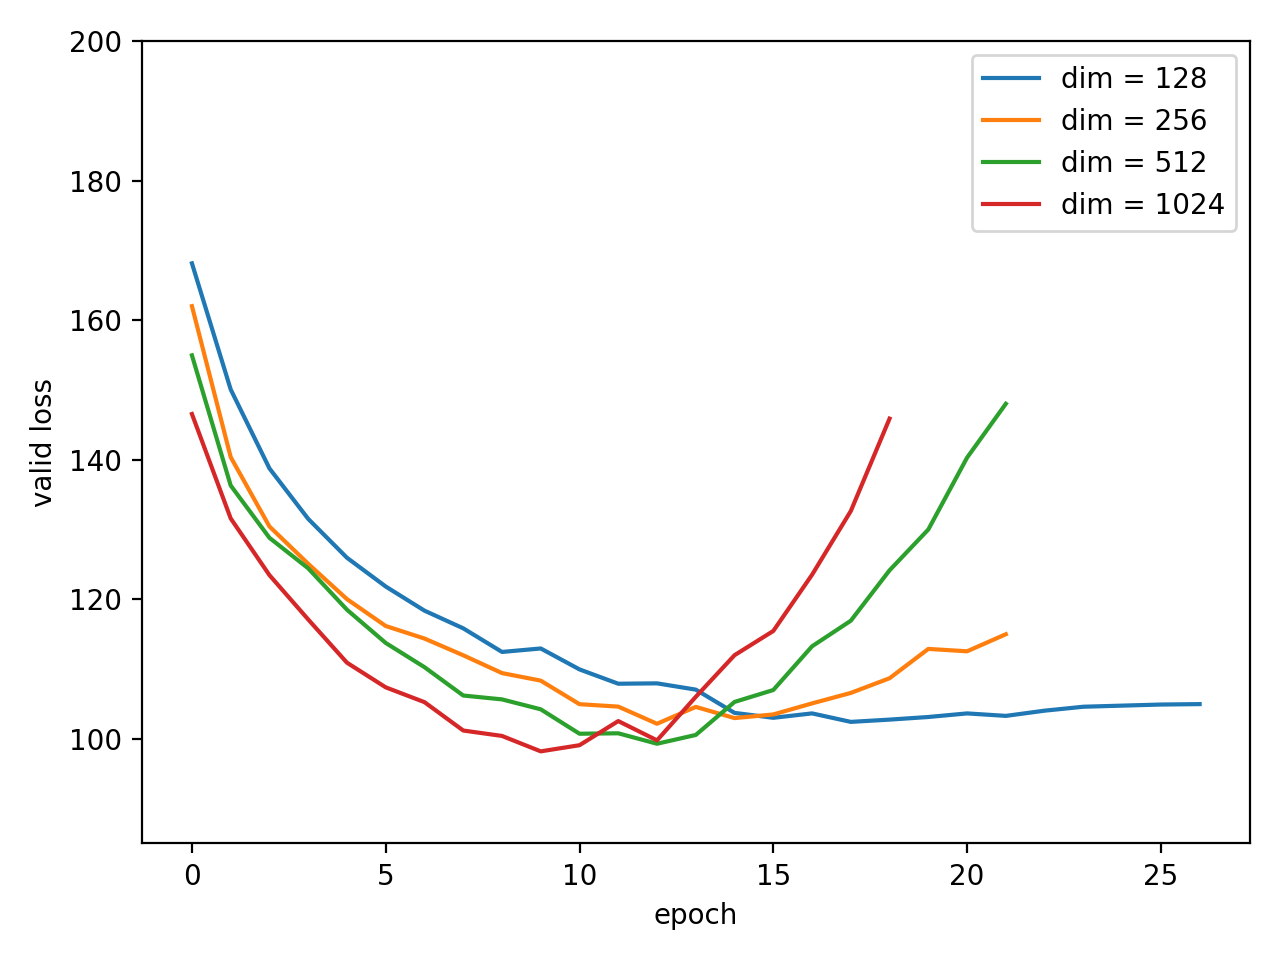 200
180
160
140
120
100
valid loss
0 5 10 15 20 25
epoch
dim = 128
dim = 256
dim = 512
dim = 1024